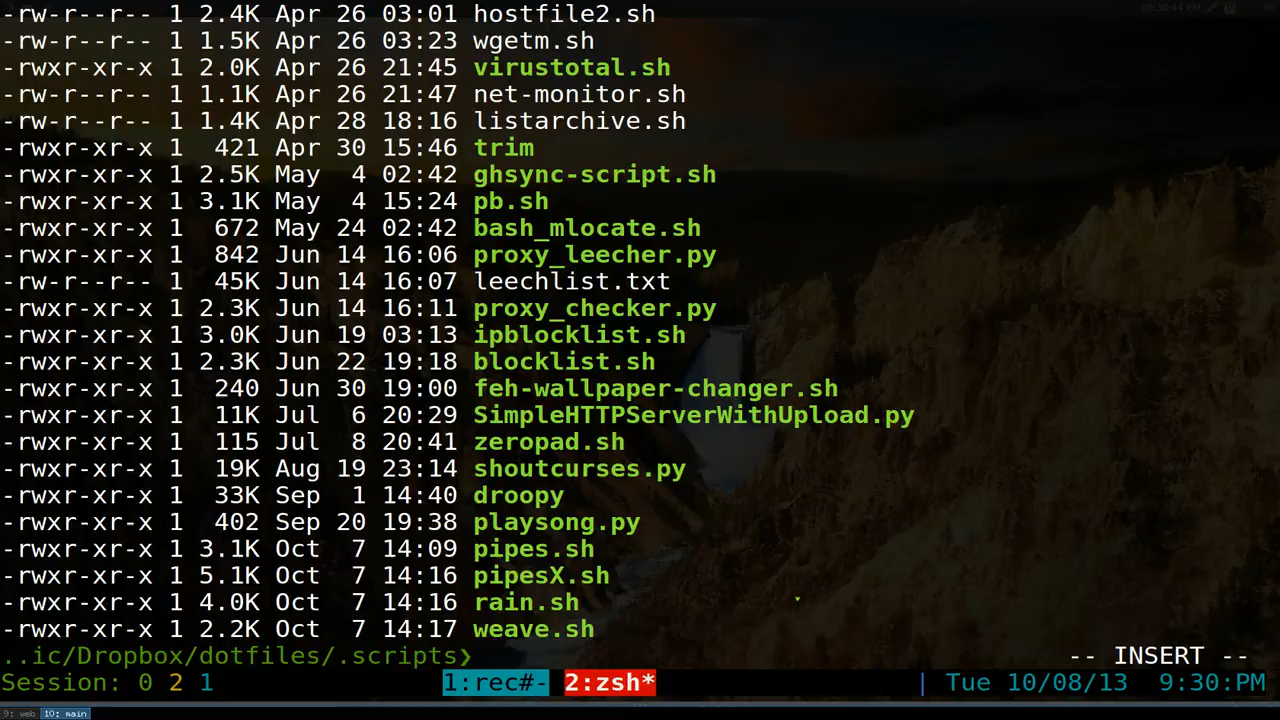 -rw-r--r-- 1 2.4K Apr 26 03:01 hostfile2.sh
-rw-r--r-- 1 1.5K Apr 26 03:23 wgetm.sh
-rwxr-xr-x 1 2.0K Apr 26 21:45 virustotal.sh
-rw-r--r-- 1 1.1K Apr 26 21:47 net-monitor.sh
-rw-r--r-- 1 1.4K Apr 28 18:16 listarchive.sh
-rwxr-xr-x 1  421 Apr 30 15:46 trim
-rwxr-xr-x 1 2.5K May  4 02:42 ghsync-script.sh
-rwxr-xr-x 1 3.1K May  4 15:24 pb.sh
-rwxr-xr-x 1  672 May 24 02:42 bash_mlocate.sh
-rwxr-xr-x 1  842 Jun 14 16:06 proxy_leecher.py
-rw-r--r-- 1  45K Jun 14 16:07 leechlist.txt
-rwxr-xr-x 1 2.3K Jun 14 16:11 proxy_checker.py
-rwxr-xr-x 1 3.0K Jun 19 03:13 ipblocklist.sh
-rwxr-xr-x 1 2.3K Jun 22 19:18 blocklist.sh
-rwxr-xr-x 1  240 Jun 30 19:00 feh-wallpaper-changer.sh
-rwxr-xr-x 1  11K Jul  6 20:29 SimpleHTTPServerWithUpload.py
-rwxr-xr-x 1  115 Jul  8 20:41 zeropad.sh
-rwxr-xr-x 1  19K Aug 19 23:14 shoutcurses.py
-rwxr-xr-x 1  33K Sep  1 14:40 droopy
-rwxr-xr-x 1  402 Sep 20 19:38 playsong.py
-rwxr-xr-x 1 3.1K Oct  7 14:09 pipes.sh
-rwxr-xr-x 1 5.1K Oct  7 14:16 pipesX.sh
-rwxr-xr-x 1 4.0K Oct  7 14:16 rain.sh
-rwxr-xr-x 1 2.2K Oct  7 14:17 weave.sh
..ic/Dropbox/dotfiles/.scripts❯ -- INSERT --
Session: 0 2 1 1:rec#- 2:zsh* | Tue 10/08/13 9:30:PM
9: web 10: main